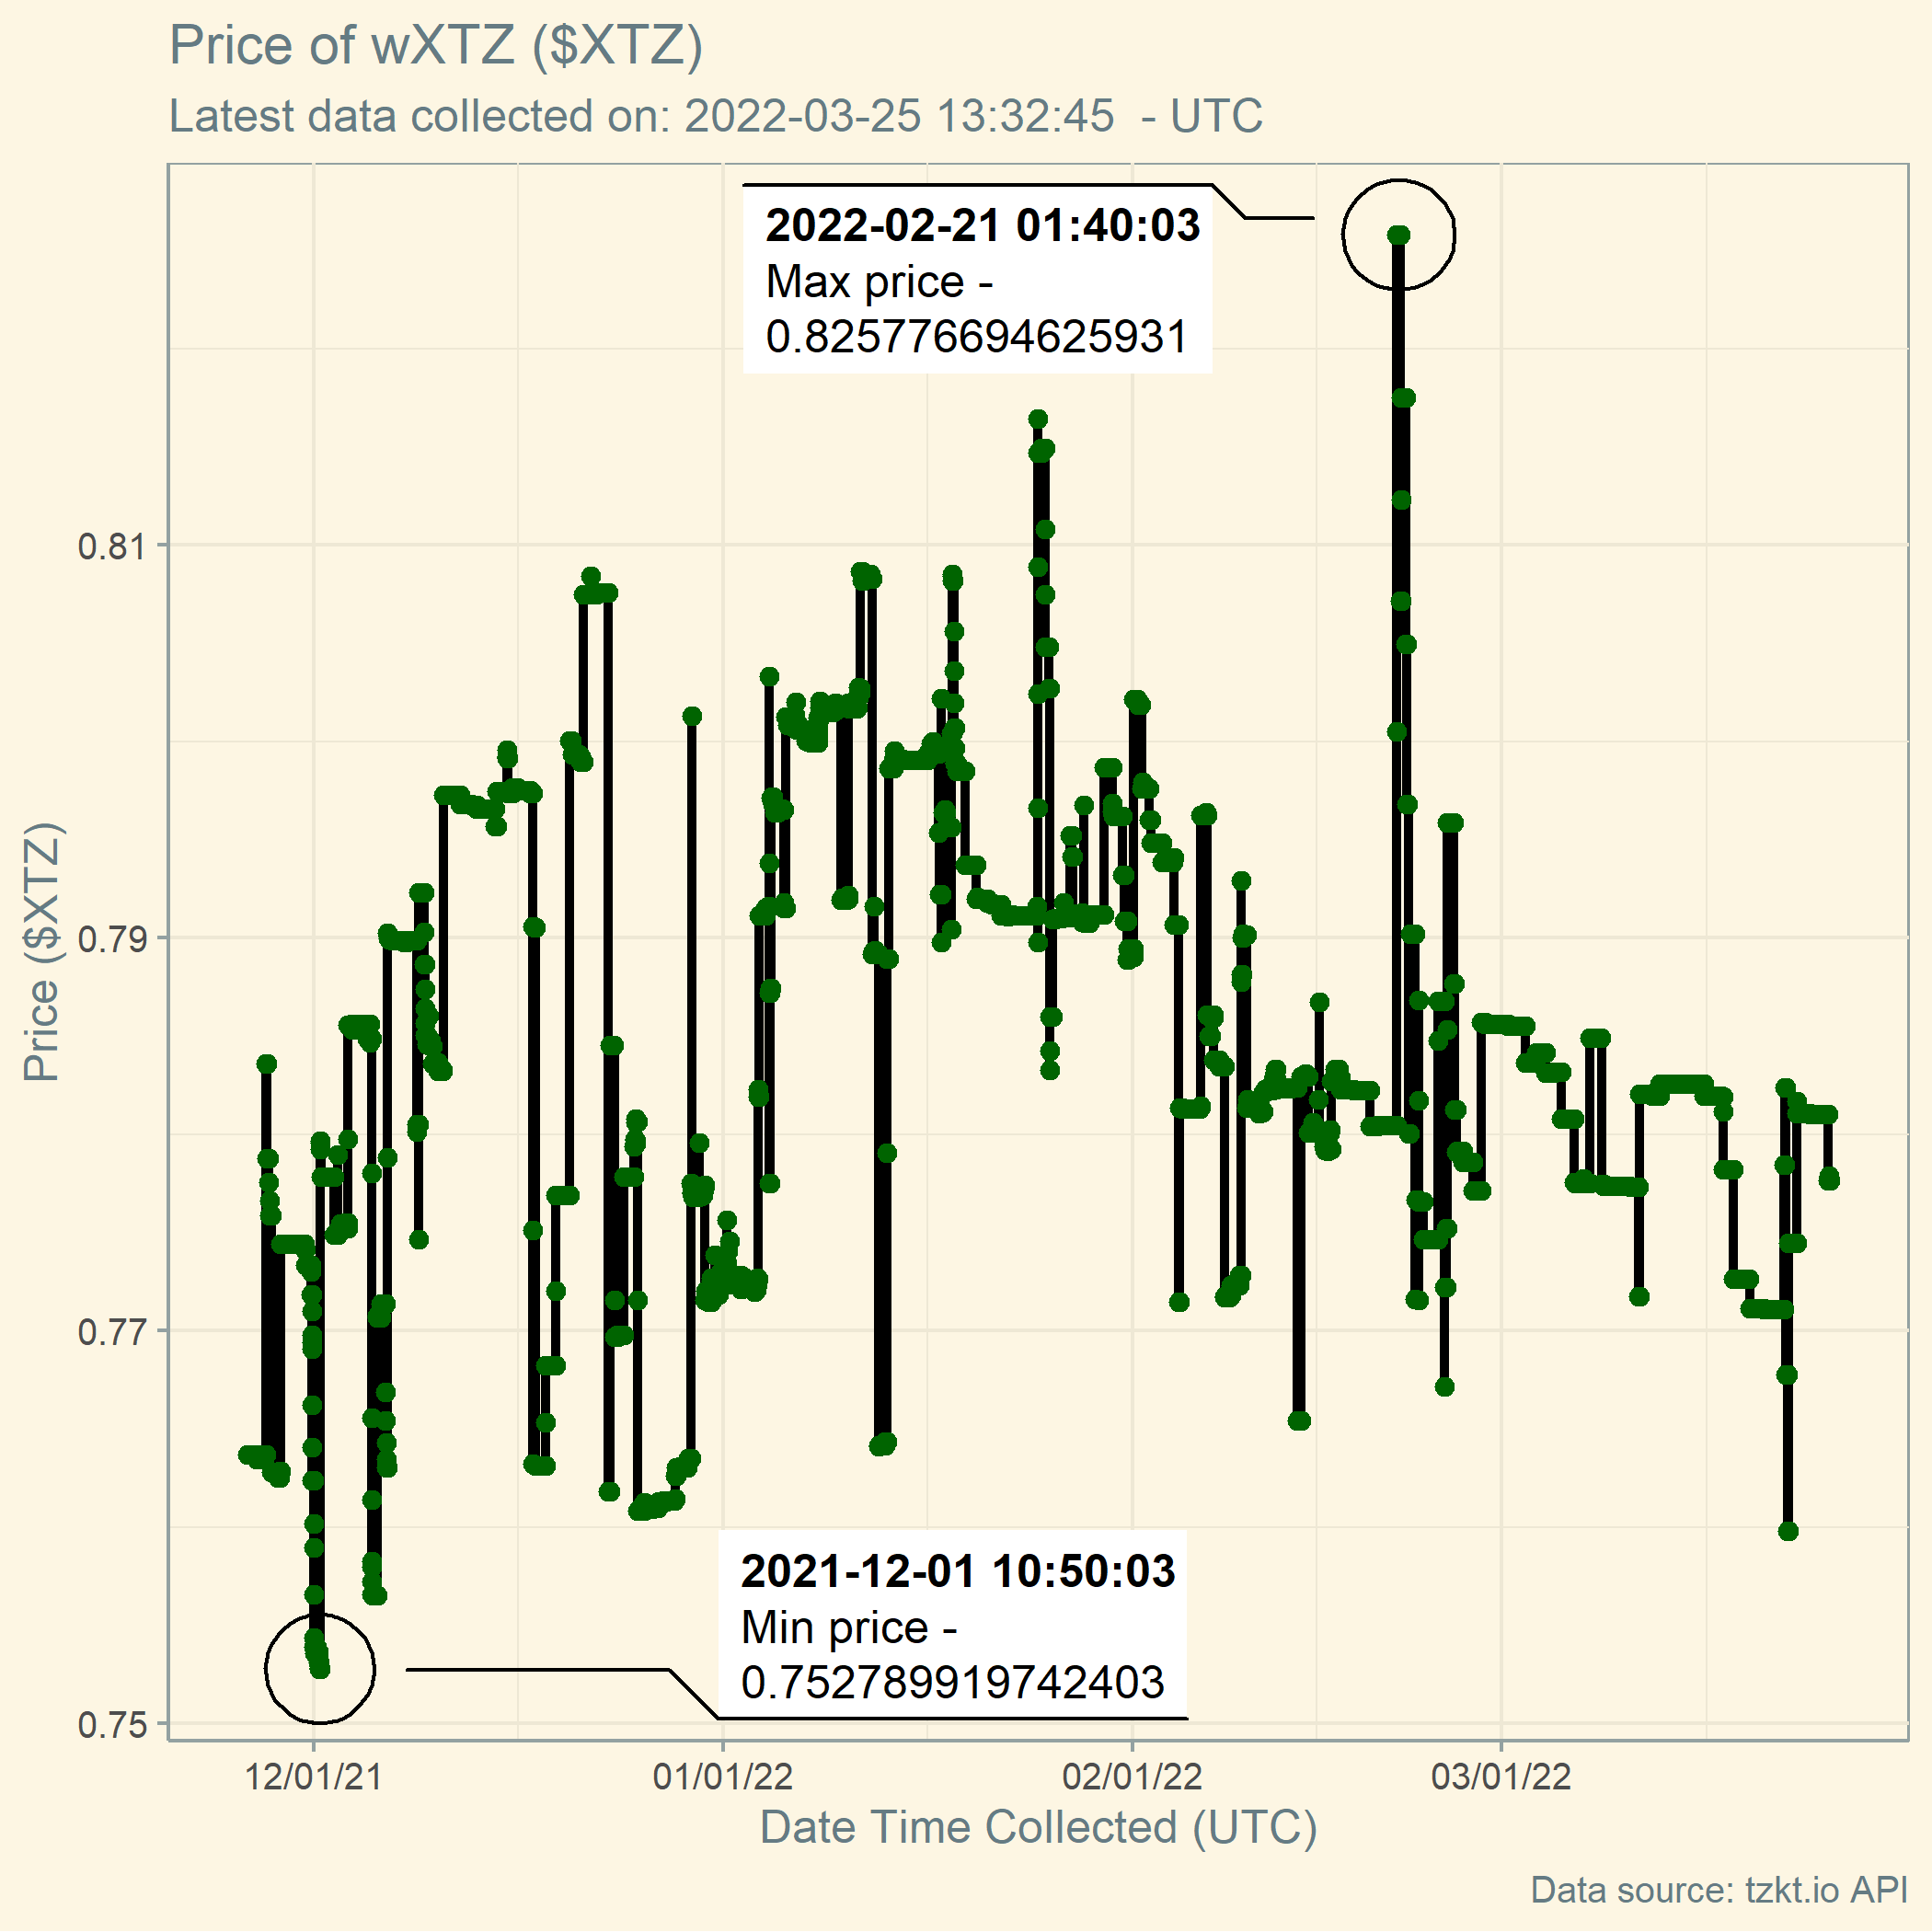 Price of wXTZ ($XTZ)
Latest data collected on: 2022-03-25 13:32:45  - UTC
2022-02-21 01:40:03
Max price -
0.825776694625931
0.81
0.79
0.77
0.75
Price ($XTZ)
2021-12-01 10:50:03
Min price -
0.752789919742403
12/01/21
01/01/22
02/01/22
03/01/22
Date Time Collected (UTC)
Data source: tzkt.io API